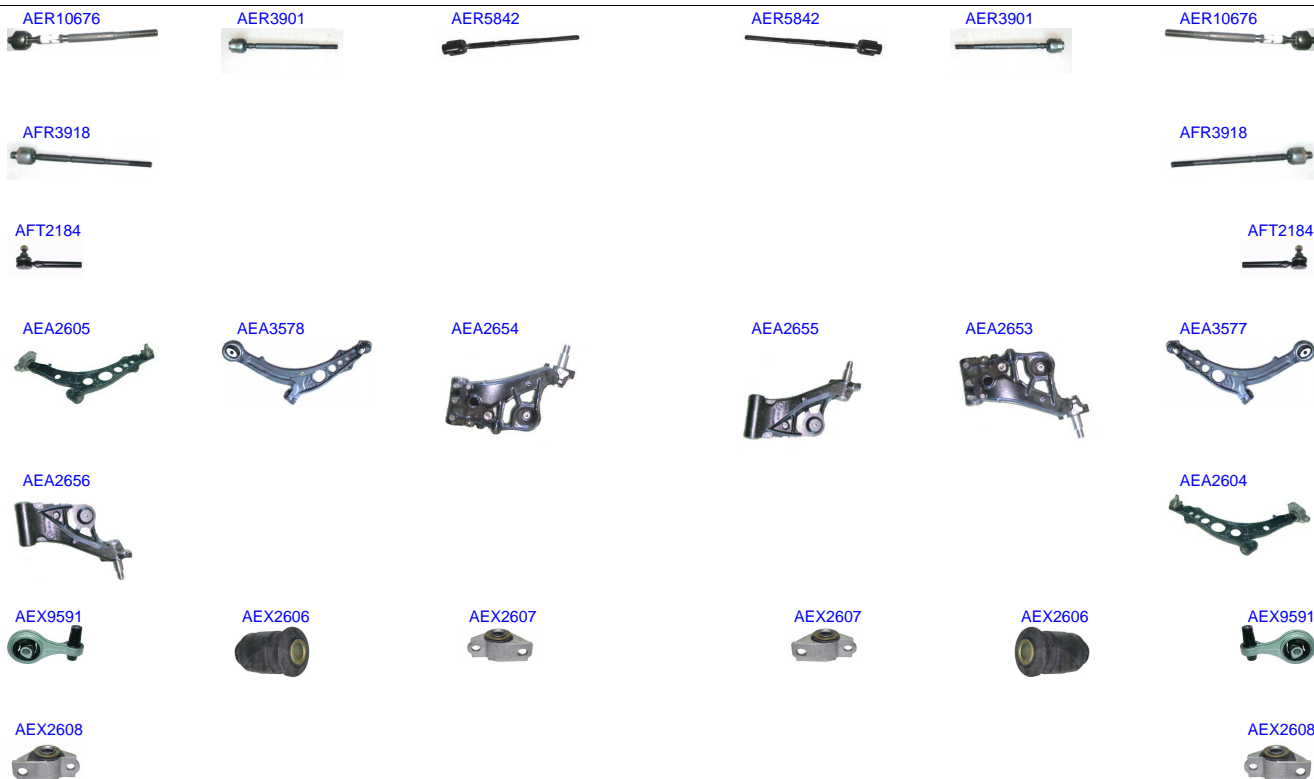 AER10676 AER3901 AER5842 AER5842 AER3901 AER10676
AFR3918 AFR3918
AFT2184 AFT2184
AEA2605 AEA3578 AEA2654 AEA2655 AEA2653 AEA3577
AEA2656 AEA2604
AEX9591 AEX2606 AEX2607 AEX2607 AEX2606 AEX9591
AEX2608 AEX2608